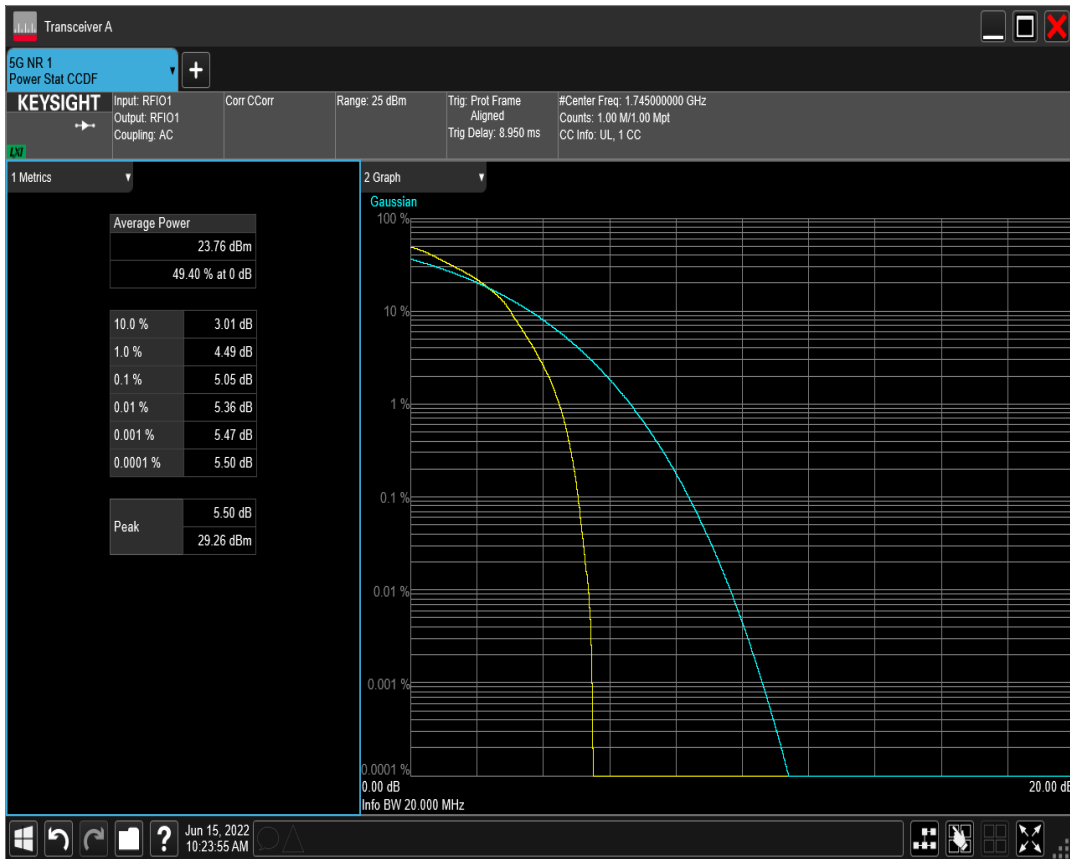 Transceiver A
5G NR 1
Power Stat CCDF
KEYSIGHT
LXI
Input: RFIO1
Output: RFIO1
Coupling: AC
Corr CCorr
Range: 25 dBm
Trig: Prot Frame
Aligned
Trig Delay: 8.950 ms
#Center Freq: 1.745000000 GHz
Counts: 1.00 M/1.00 Mpt
CC Info: UL, 1 CC
1 Metrics
Average Power
23.76 dBm
49.40 % at 0 dB
10.0 % 3.01 dB
1.0 % 4.49 dB
0.1 % 5.05 dB
0.01 % 5.36 dB
0.001 % 5.47 dB
0.0001 % 5.50 dB
Peak 5.50 dB
29.26 dBm
2 Graph
Gaussian
100 %
10 %
1 %
0.1 %
0.01 %
0.001 %
0.0001 %
0.00 dB 20.00 dB
Info BW 20.000 MHz
?
Jun 15, 2022
10:23:55 AM